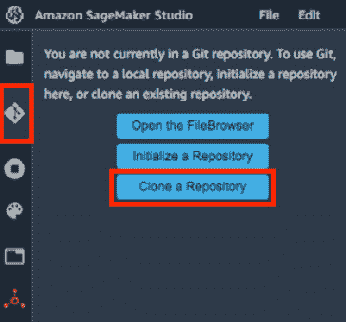 Amazon SageMaker Studio File Edit
You are not currently in a Git repository. To use Git,
navigate to a local repository, initialize a repository
here, or clone an existing repository.
Open the FileBrowser
Initialize a Repository
Clone a Repository